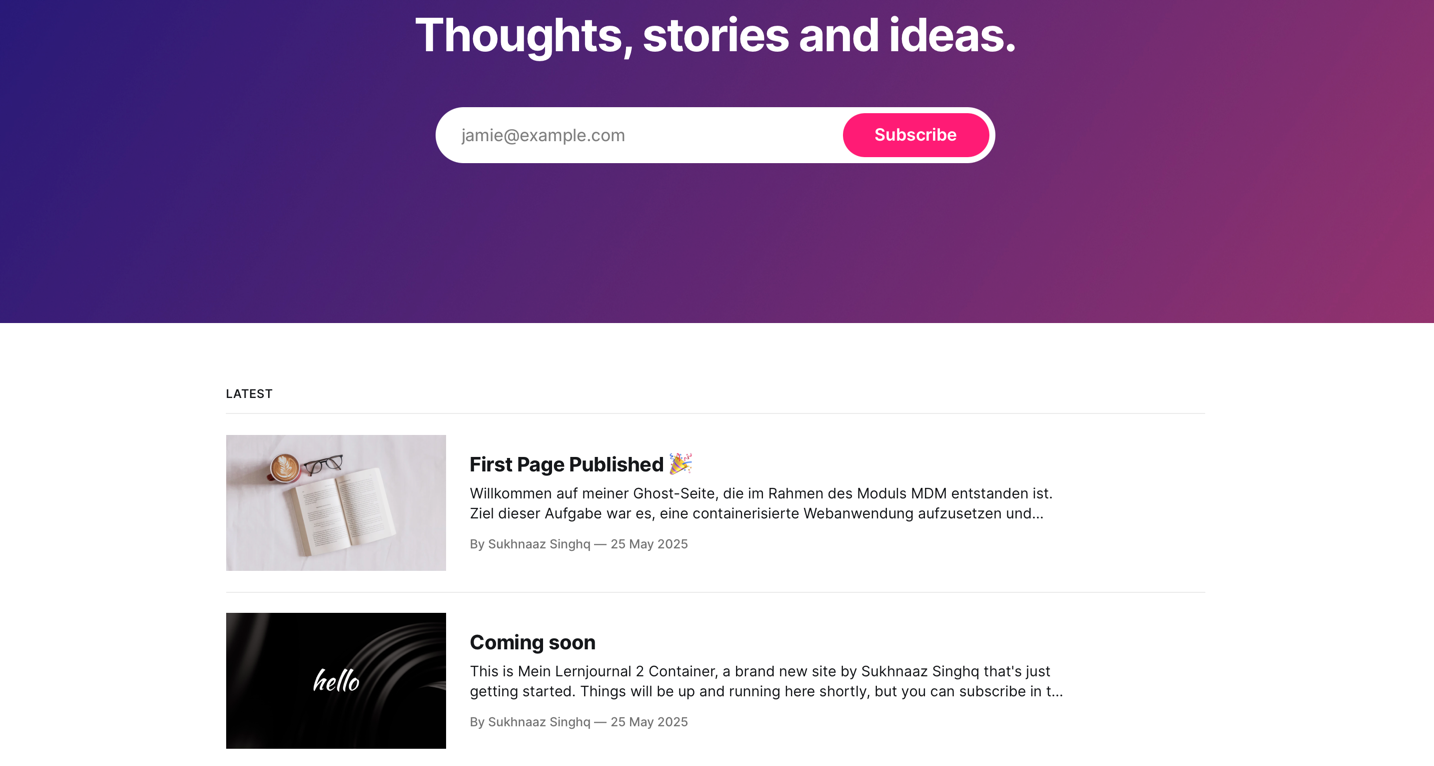 Thoughts, stories and ideas.
jamie@example.com
Subscribe
LATEST
First Page Published 🎉
Willkommen auf meiner Ghost-Seite, die im Rahmen des Moduls MDM entstanden ist.
Ziel dieser Aufgabe war es, eine containerisierte Webanwendung aufzusetzen und…
By Sukhnaaz Singhq — 25 May 2025
hello
Coming soon
This is Mein Lernjournal 2 Container, a brand new site by Sukhnaaz Singhq that's just
getting started. Things will be up and running here shortly, but you can subscribe in t…
By Sukhnaaz Singhq — 25 May 2025